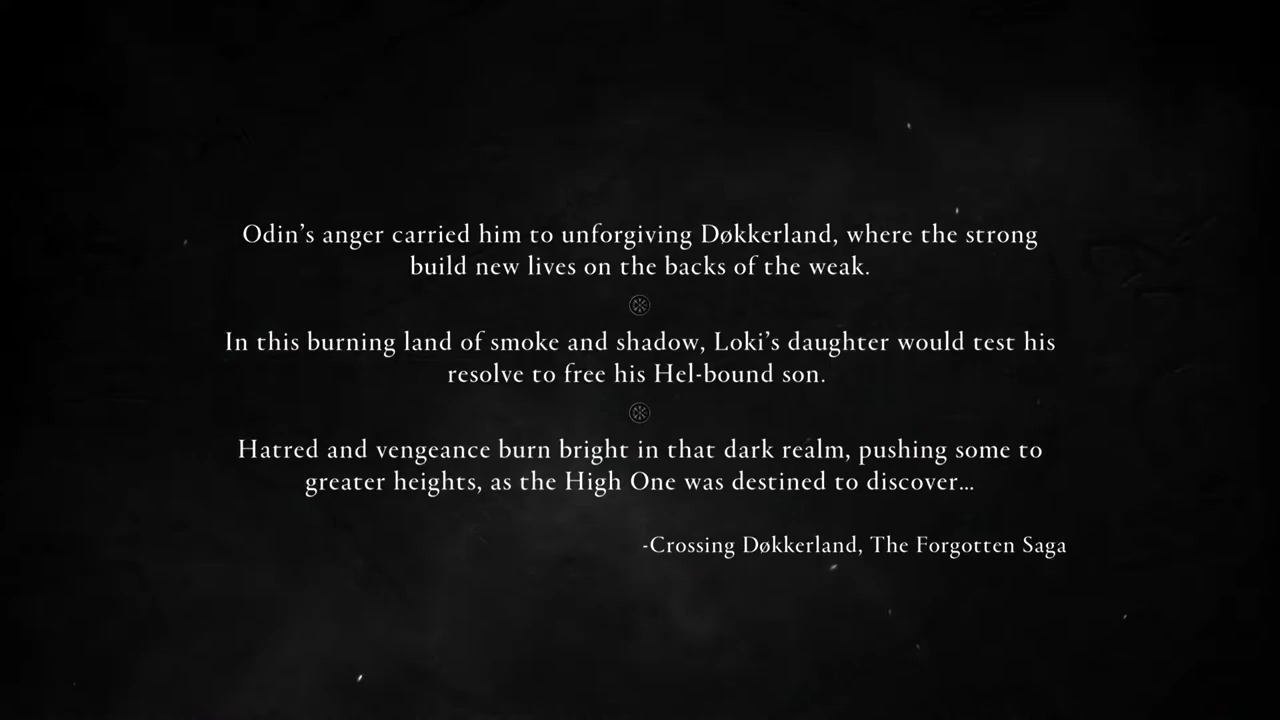 Odin's anger carried him to unforgiving Døkkerland, where the strong
build new lives on the backs of the weak.
In this burning land of smoke and shadow, Loki's daughter would test his
resolve to free his Hel-bound son.
Hatred and vengeance burn bright in that dark realm, pushing some to
greater heights, as the High One was destined to discover...
-Crossing Døkkerland, The Forgotten Saga